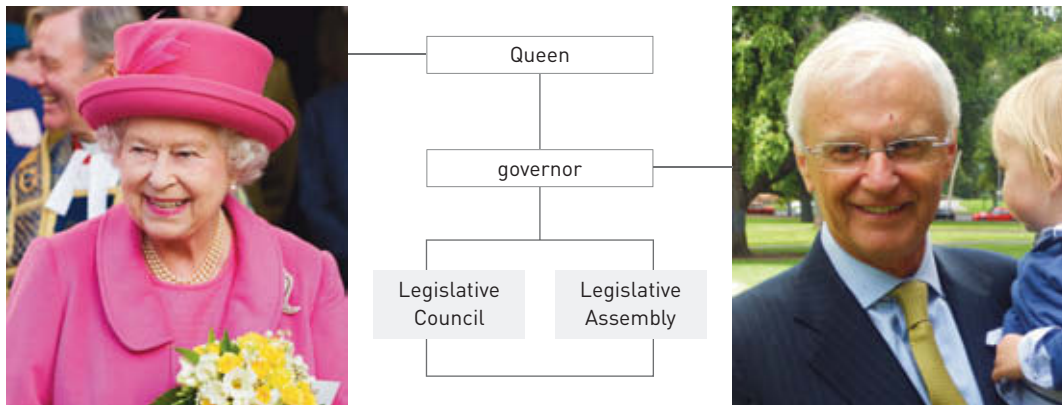 Queen
governor
Legislative
Council
Legislative
Assembly